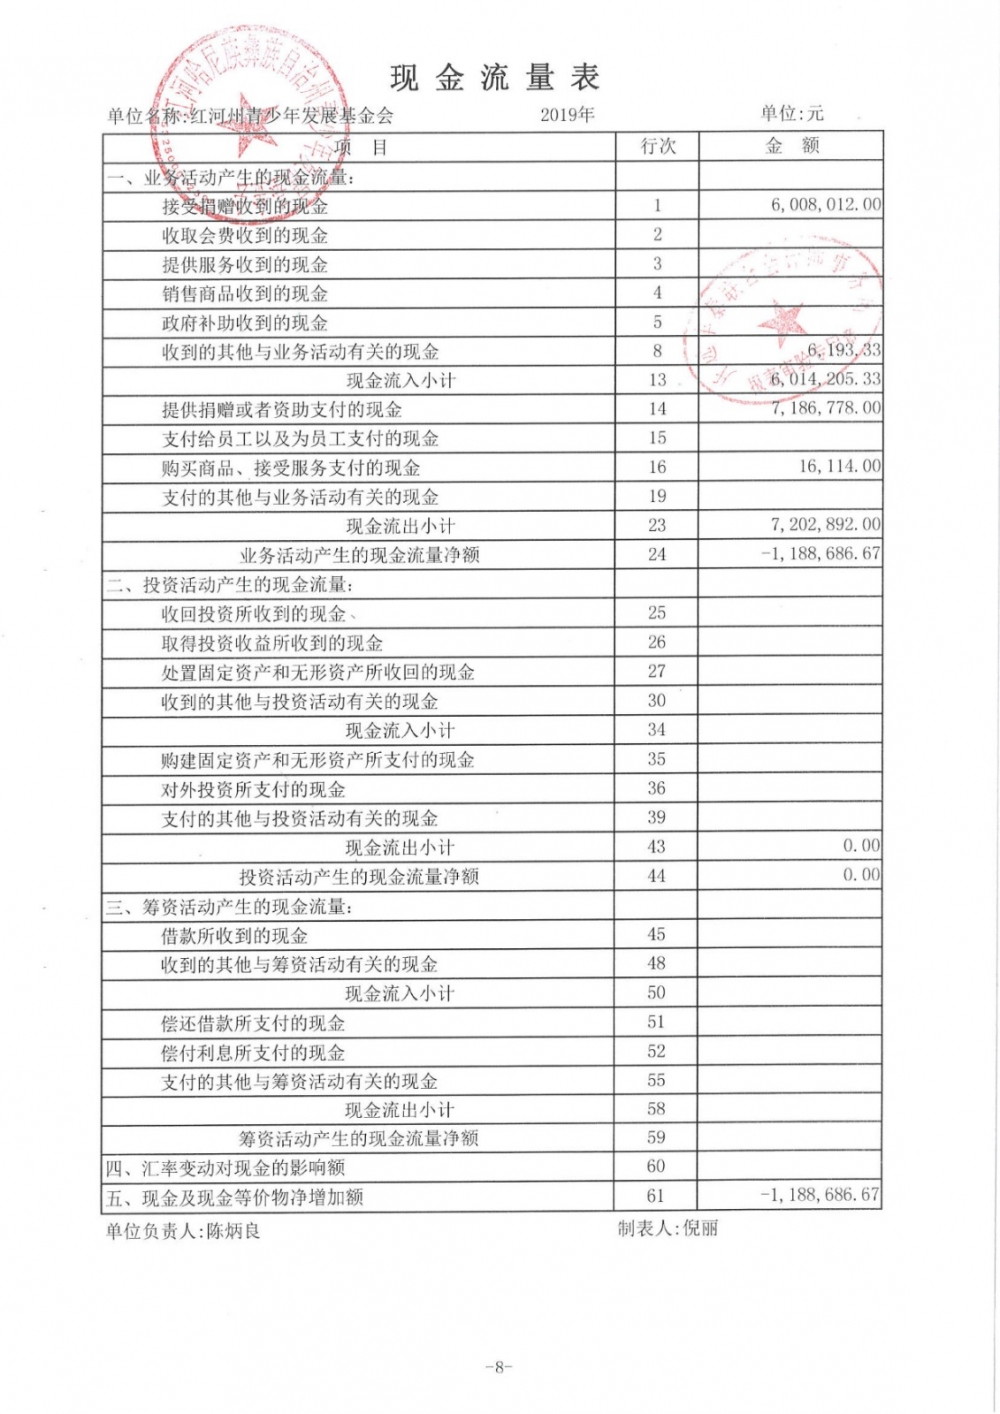 现金流量表
单位名称:红河州青少年发展基金会 2019年 单位:元
项 目 行次 金 额
一、业务活动产生的现金流量:
接受捐赠收到的现金 1 6,008,012.00
收取会费收到的现金 2
提供服务收到的现金 3
销售商品收到的现金 4
政府补助收到的现金 5
收到的其他与业务活动有关的现金 8 6,193.33
现金流入小计 13 6,014,205.33
提供捐赠或者资助支付的现金 14 7,186,778.00
支付给员工以及为员工支付的现金 15
购买商品、接受服务支付的现金 16 16,114.00
支付的其他与业务活动有关的现金 19
现金流出小计 23 7,202,892.00
业务活动产生的现金流量净额 24 -1,188,686.67
二、投资活动产生的现金流量:
收回投资所收到的现金 25
取得投资收益所收到的现金 26
处置固定资产和无形资产所收回的现金 27
收到的其他与投资活动有关的现金 30
现金流入小计 34
购建固定资产和无形资产所支付的现金 35
对外投资所支付的现金 36
支付的其他与投资活动有关的现金 39
现金流出小计 43 0.00
投资活动产生的现金流量净额 44 0.00
三、筹资活动产生的现金流量:
借款所收到的现金 45
收到的其他与筹资活动有关的现金 48
现金流入小计 50
偿还借款所支付的现金 51
偿付利息所支付的现金 52
支付的其他与筹资活动有关的现金 55
现金流出小计 58
筹资活动产生的现金流量净额 59
四、汇率变动对现金的影响额 60
五、现金及现金等价物净增加额 61 -1,188,686.67
单位负责人:陈炳良 制表人:倪丽
-8-